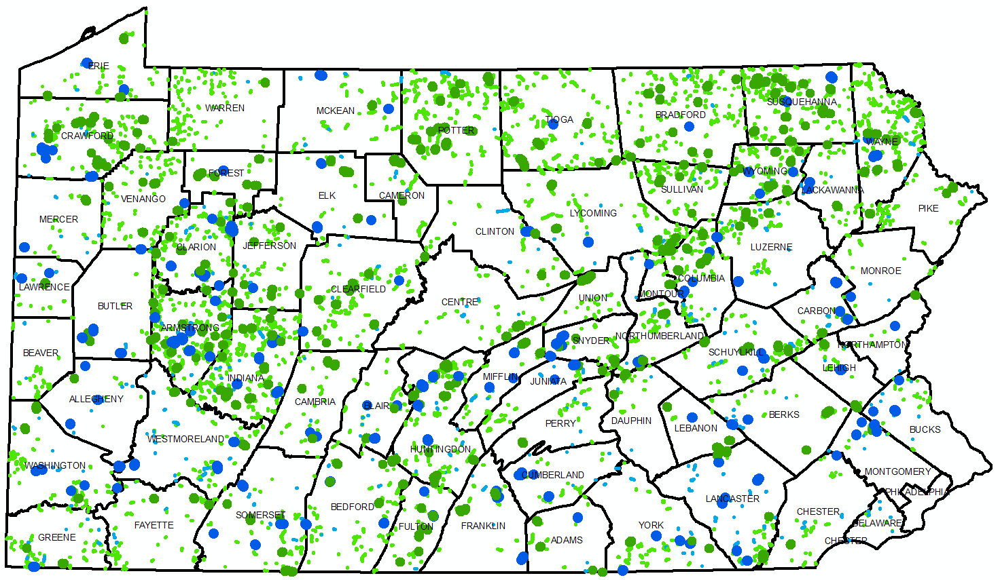 ERIE
WARREN
MCKEAN
SUSQUEHANNA
BRADFORD
TIOGA
POTTER
CRAWFORD
WAYNE
FOREST
WYOMING
SULLIVAN
LACKAWANNA
VENANGO
ELK
CAMERON
PIKE
MERCER
LYCOMING
CLINTON
CLARION
JEFFERSON
LUZERNE
MONROE
COLUMBIA
LAWRENCE
CLEARFIELD
MONTOUR
UNION
CENTRE
BUTLER
CARBON
ARMSTRONG
NORTHUMBERLAND
SNYDER
NORTHAMPTON
BEAVER
SCHUYLKILL
LEHIGH
INDIANA
MIFFLIN
JUNIATA
ALLEGHENY
CAMBRIA
BLAIR
BERKS
PERRY
DAUPHIN
LEBANON
BUCKS
WESTMORELAND
HUNTINGDON
WASHINGTON
MONTGOMERY
CUMBERLAND
PHILADELPHIA
LANCASTER
BEDFORD
CHESTER
SOMERSET
FAYETTE
FULTON
FRANKLIN
YORK
DELAWARE
GREENE
ADAMS
CHESTER